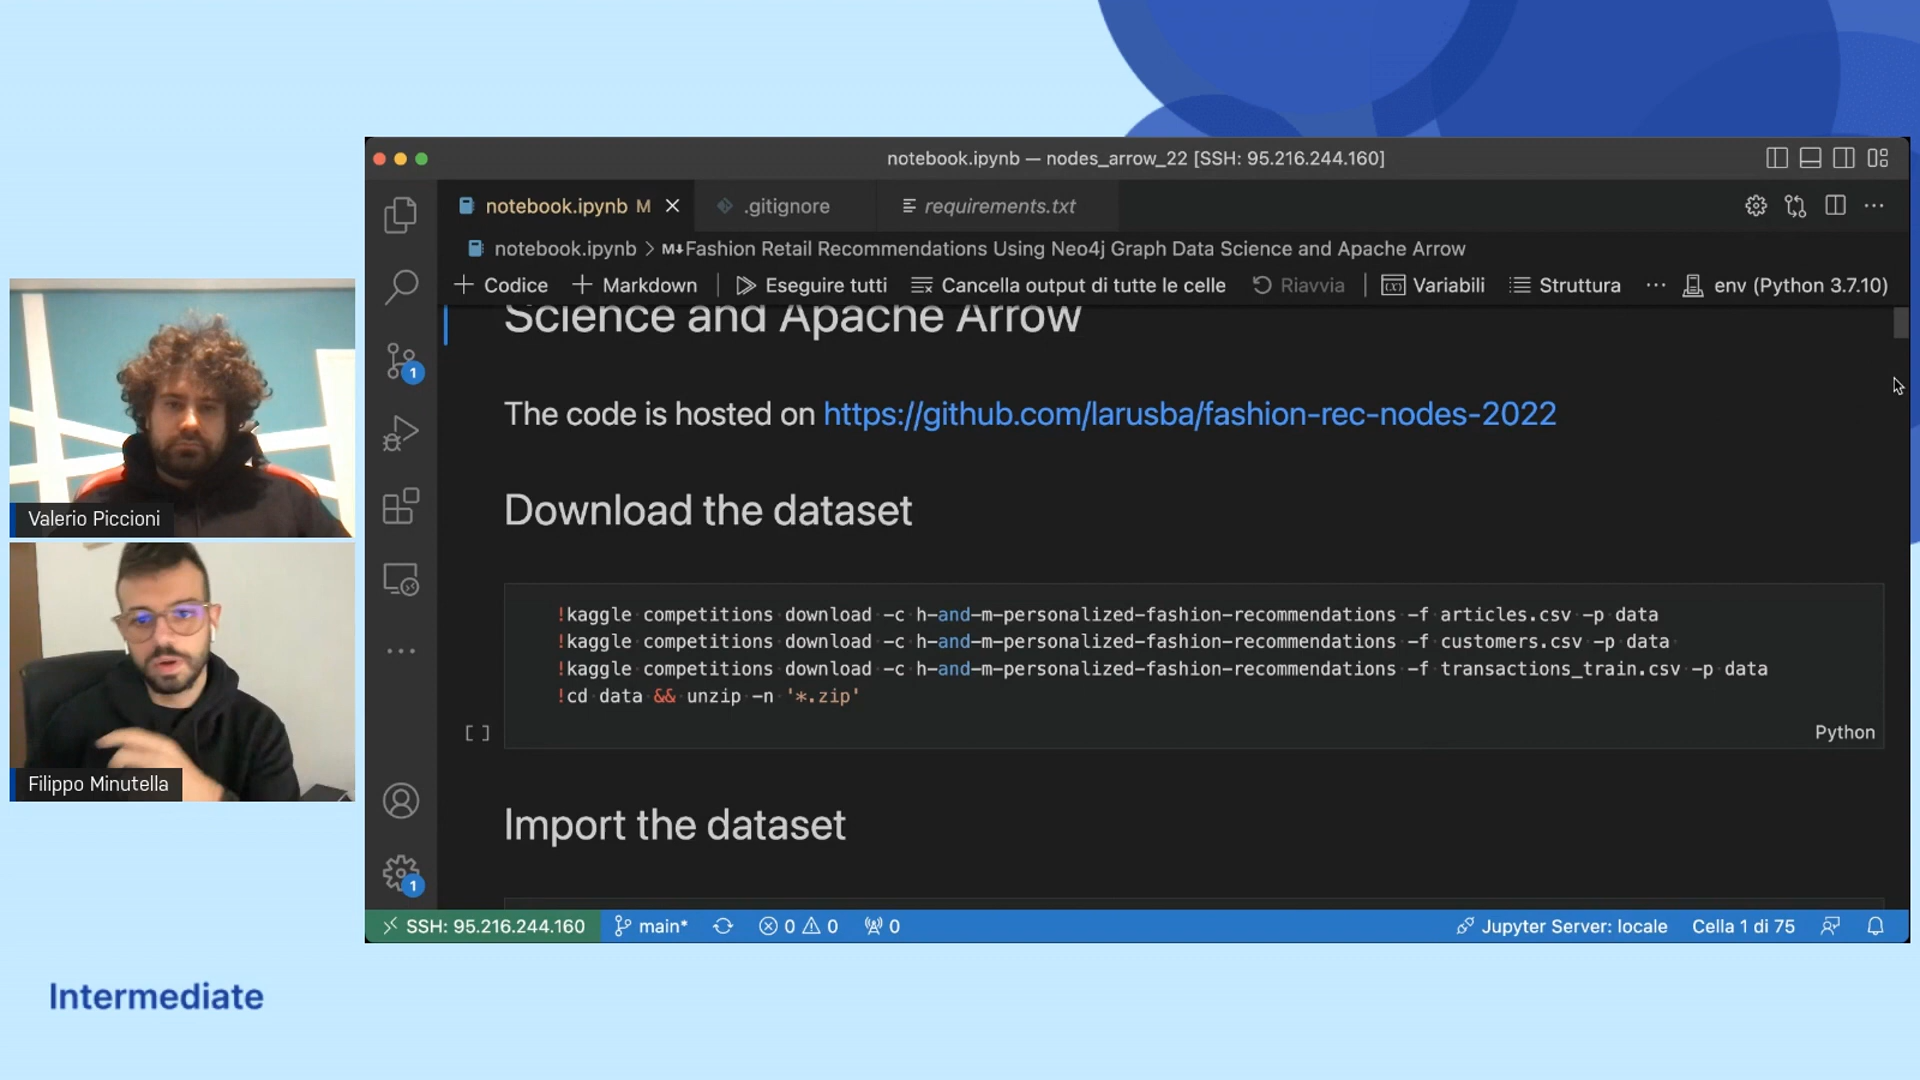 notebook.ipynb — nodes_arrow_22 [SSH: 95.216.244.160]
notebook.ipynb M .gitignore requirements.txt
notebook.ipynb > M↓Fashion Retail Recommendations Using Neo4j Graph Data Science and Apache Arrow
+ Codice + Markdown Eseguire tutti Cancella output di tutte le celle Riavvia Variabili Struttura ··· env (Python 3.7.10)
Science and Apache Arrow
The code is hosted on https://github.com/larusba/fashion-rec-nodes-2022
Download the dataset
!kaggle competitions download -c h-and-m-personalized-fashion-recommendations -f articles.csv -p data
!kaggle competitions download -c h-and-m-personalized-fashion-recommendations -f customers.csv -p data
!kaggle competitions download -c h-and-m-personalized-fashion-recommendations -f transactions_train.csv -p data
!cd data && unzip -n '*.zip'
[ ]
Python
Import the dataset
1
1
SSH: 95.216.244.160 main* 0 0 0 Jupyter Server: locale Cella 1 di 75
Valerio Piccioni
Filippo Minutella
Intermediate